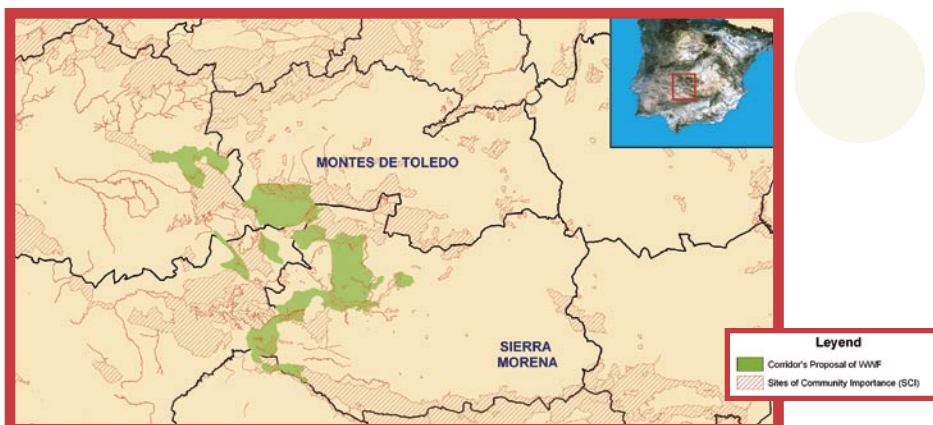 MONTES DE TOLEDO
SIERRA
MORENA
Leyend
Corridor's Proposal of WWF
Sites of Community Importance (SCI)